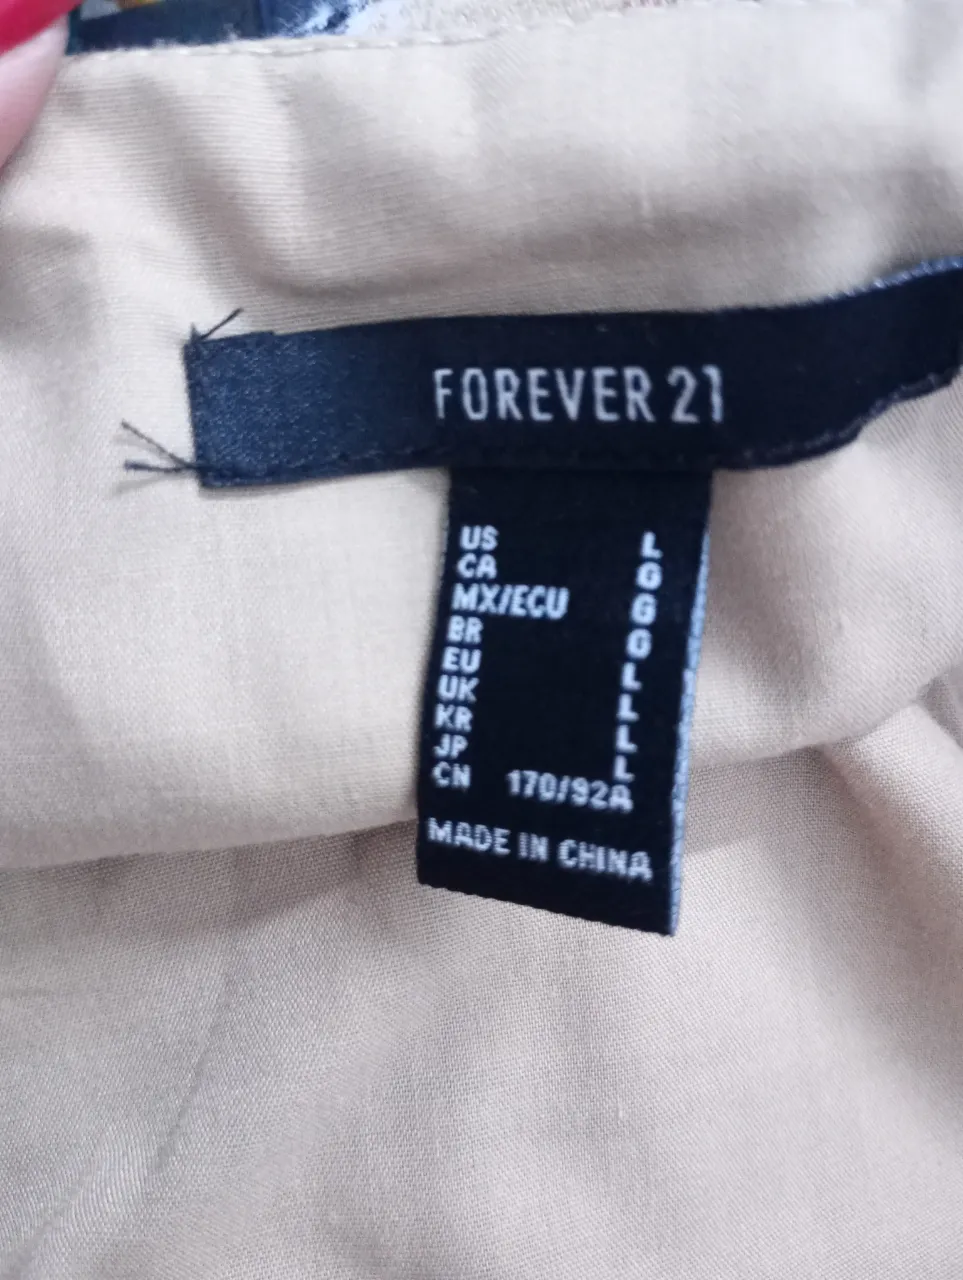 FOREVER 21
US L
CA G
MX/ECU G
BR G
EU L
UK L
KR L
JP L
CN 170/92A
MADE IN CHINA